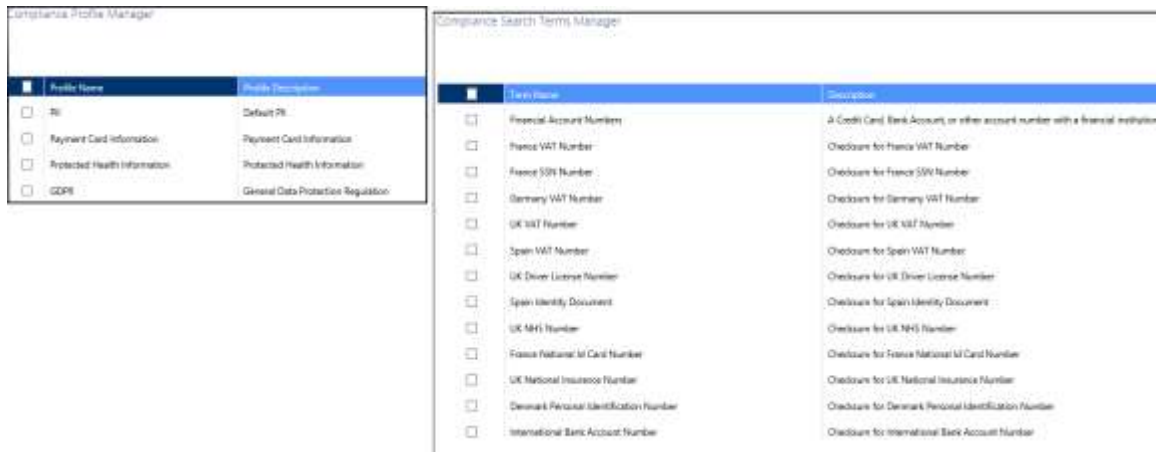 Compliance Profile Manager
Profile Name Profile Description
PII Default PII
Payment Card Information Payment Card Information
Protected Health Information Protected Health Information
GDPR General Data Protection Regulation
Compliance Search Terms Manager
Term Name Description
Financial Account Numbers A Credit Card, Bank Account, or other account number with a financial institution
France VAT Number Checksum for France VAT Number
France SSN Number Checksum for France SSN Number
Germany VAT Number Checksum for Germany VAT Number
UK VAT Number Checksum for UK VAT Number
Spain VAT Number Checksum for Spain VAT Number
UK Driver License Number Checksum for UK Driver License Number
Spain Identity Document Checksum for Spain Identity Document
UK NHS Number Checksum for UK NHS Number
France National Id Card Number Checksum for France National Id Card Number
UK National Insurance Number Checksum for UK National Insurance Number
Denmark Personal Identification Number Checksum for Denmark Personal Identification Number
International Bank Account Number Checksum for International Bank Account Number